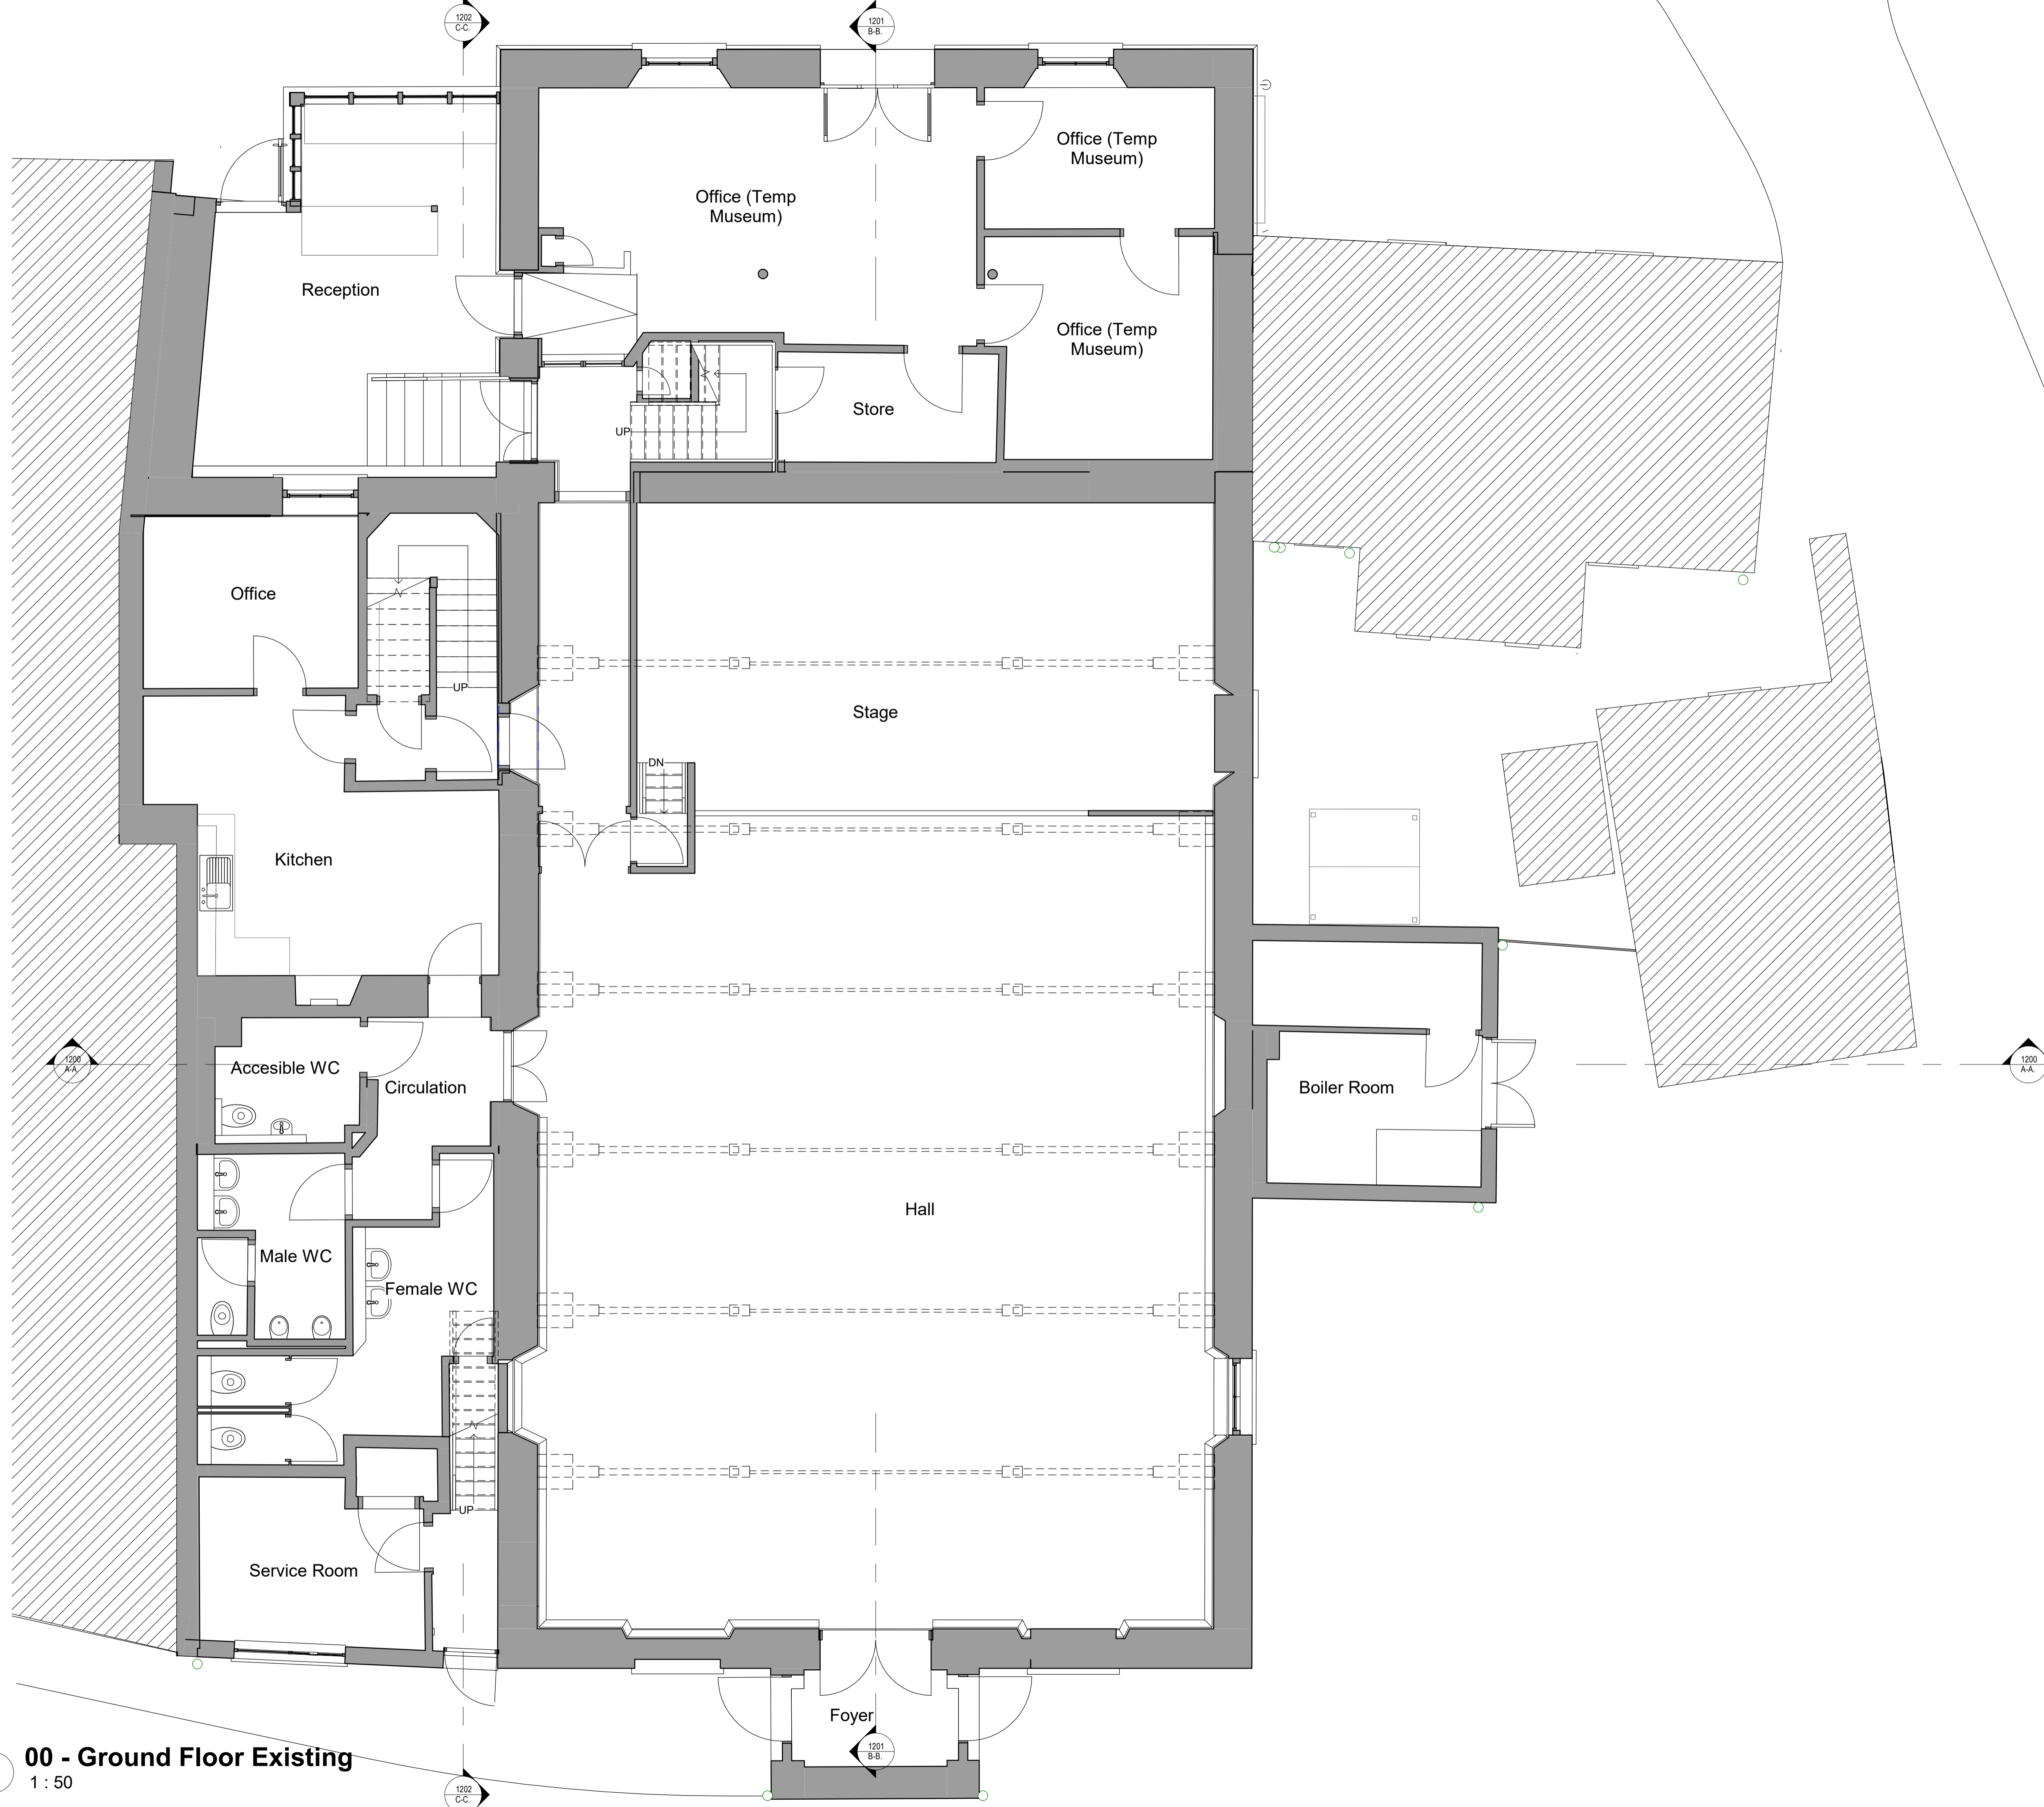 1202
C-C.
1201
B-B.
Office (Temp
Museum)
Office (Temp
Museum)
Reception
Office (Temp
Museum)
Store
UP
Office
UP
Stage
DN
Kitchen
1200
A-A.
Accesible WC
Circulation
Boiler Room
1200
A-A.
Hall
Male WC
Female WC
UP
Service Room
Foyer
1201
B-B.
00 - Ground Floor Existing
1 : 50
1202
C-C.